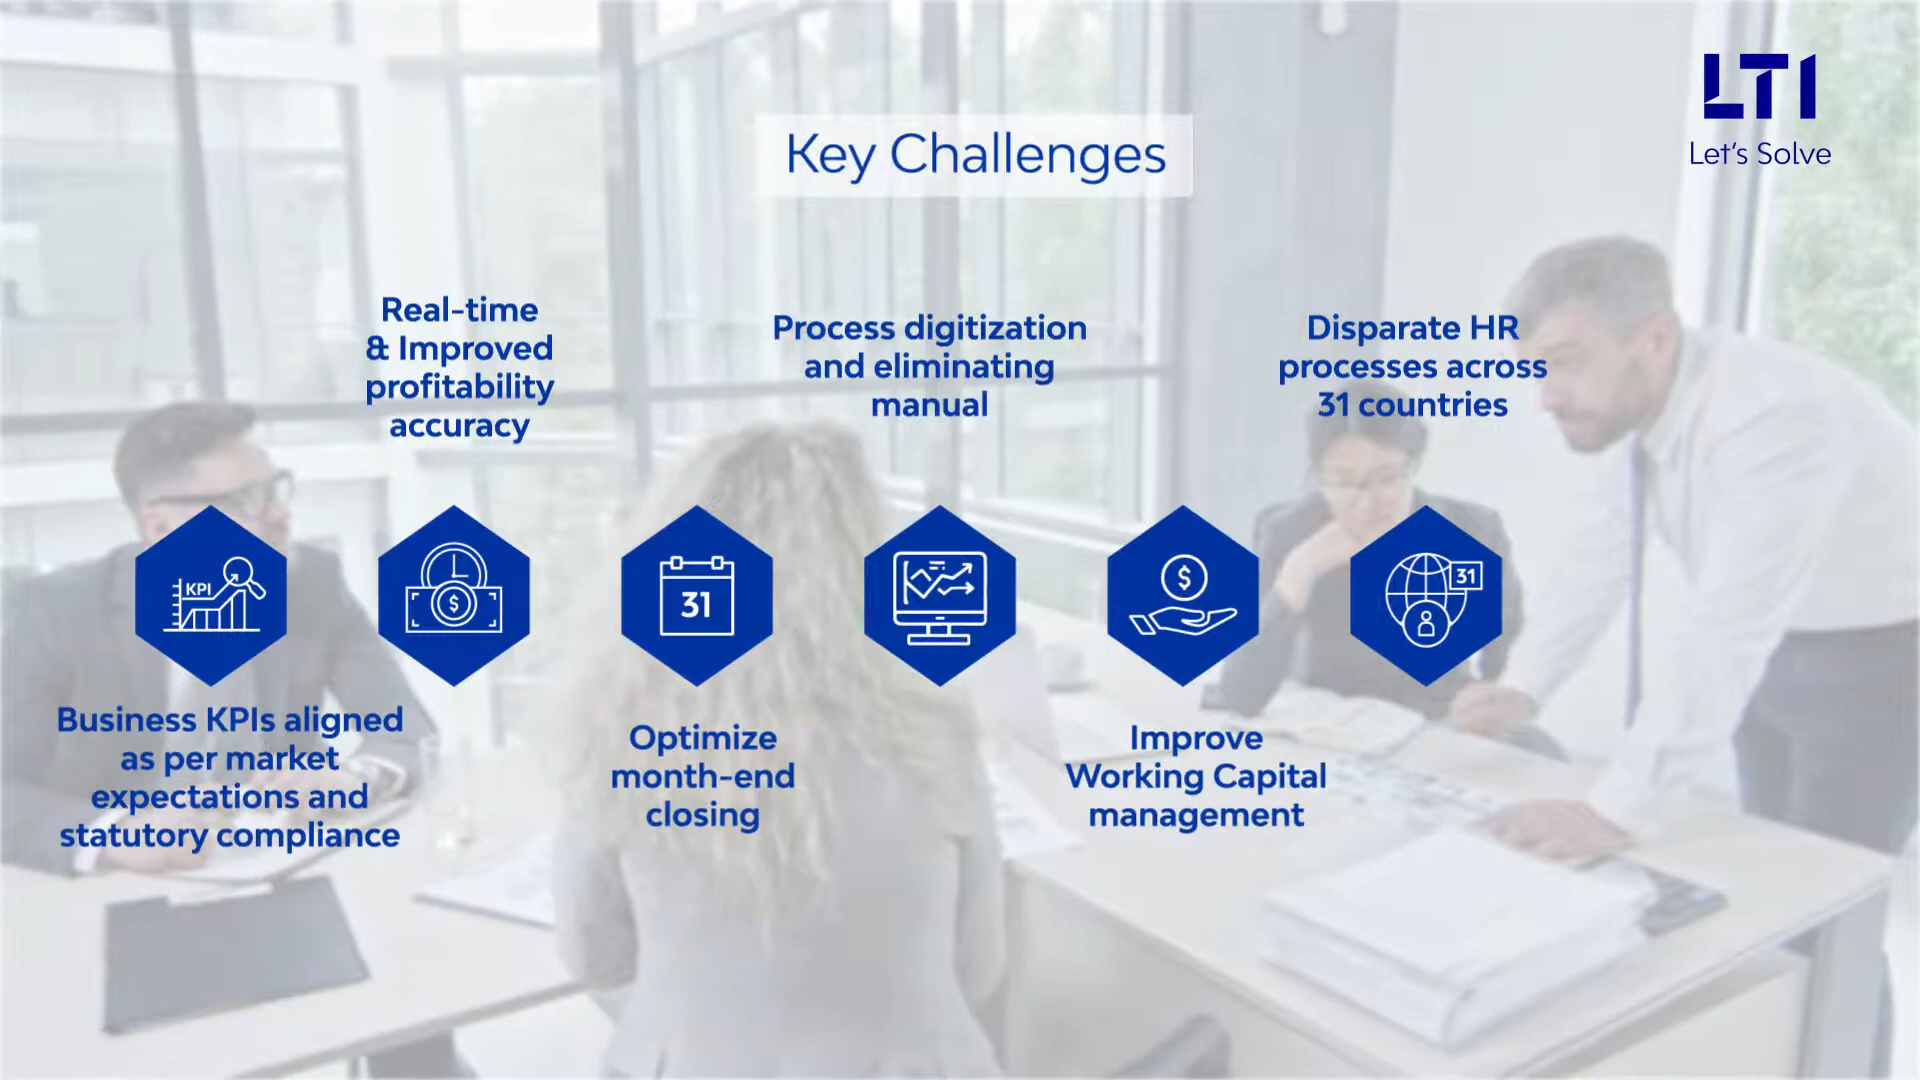 LTI
Let's Solve
Key Challenges
KPI
Business KPIs aligned
as per market
expectations and
statutory compliance
Real-time
& Improved
profitability
accuracy
$
31
Optimize
month-end
closing
Process digitization
and eliminating
manual
$
Improve
Working Capital
management
Disparate HR
processes across
31 countries
31